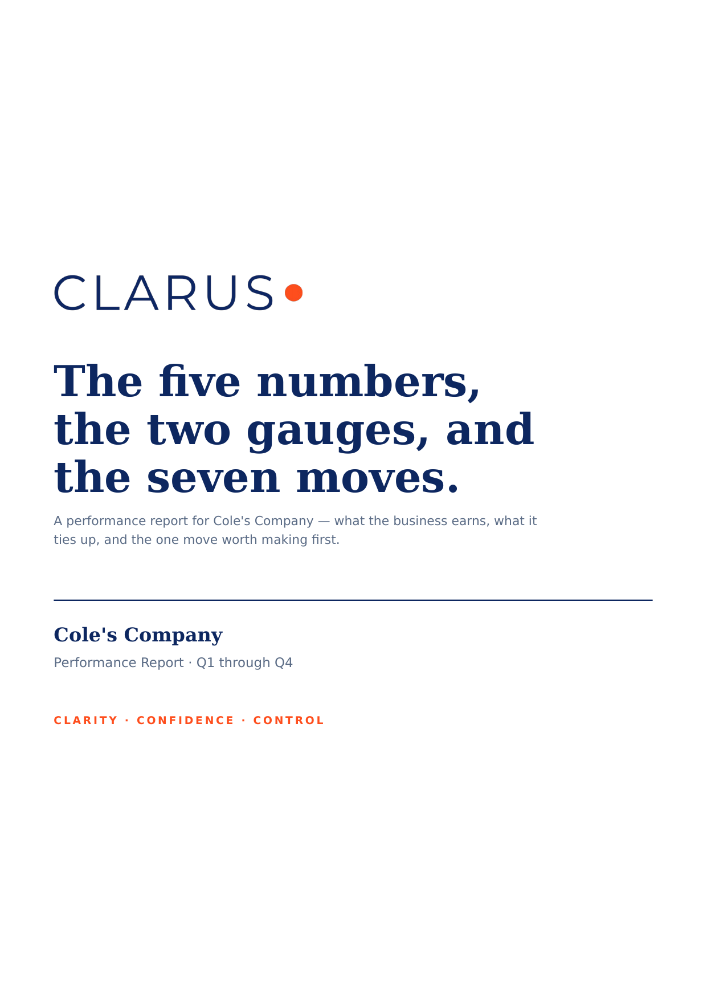 CLARUS
The five numbers,
the two gauges, and
the seven moves.
A performance report for Cole's Company — what the business earns, what it
ties up, and the one move worth making first.
Cole's Company
Performance Report · Q1 through Q4
CLARITY · CONFIDENCE · CONTROL